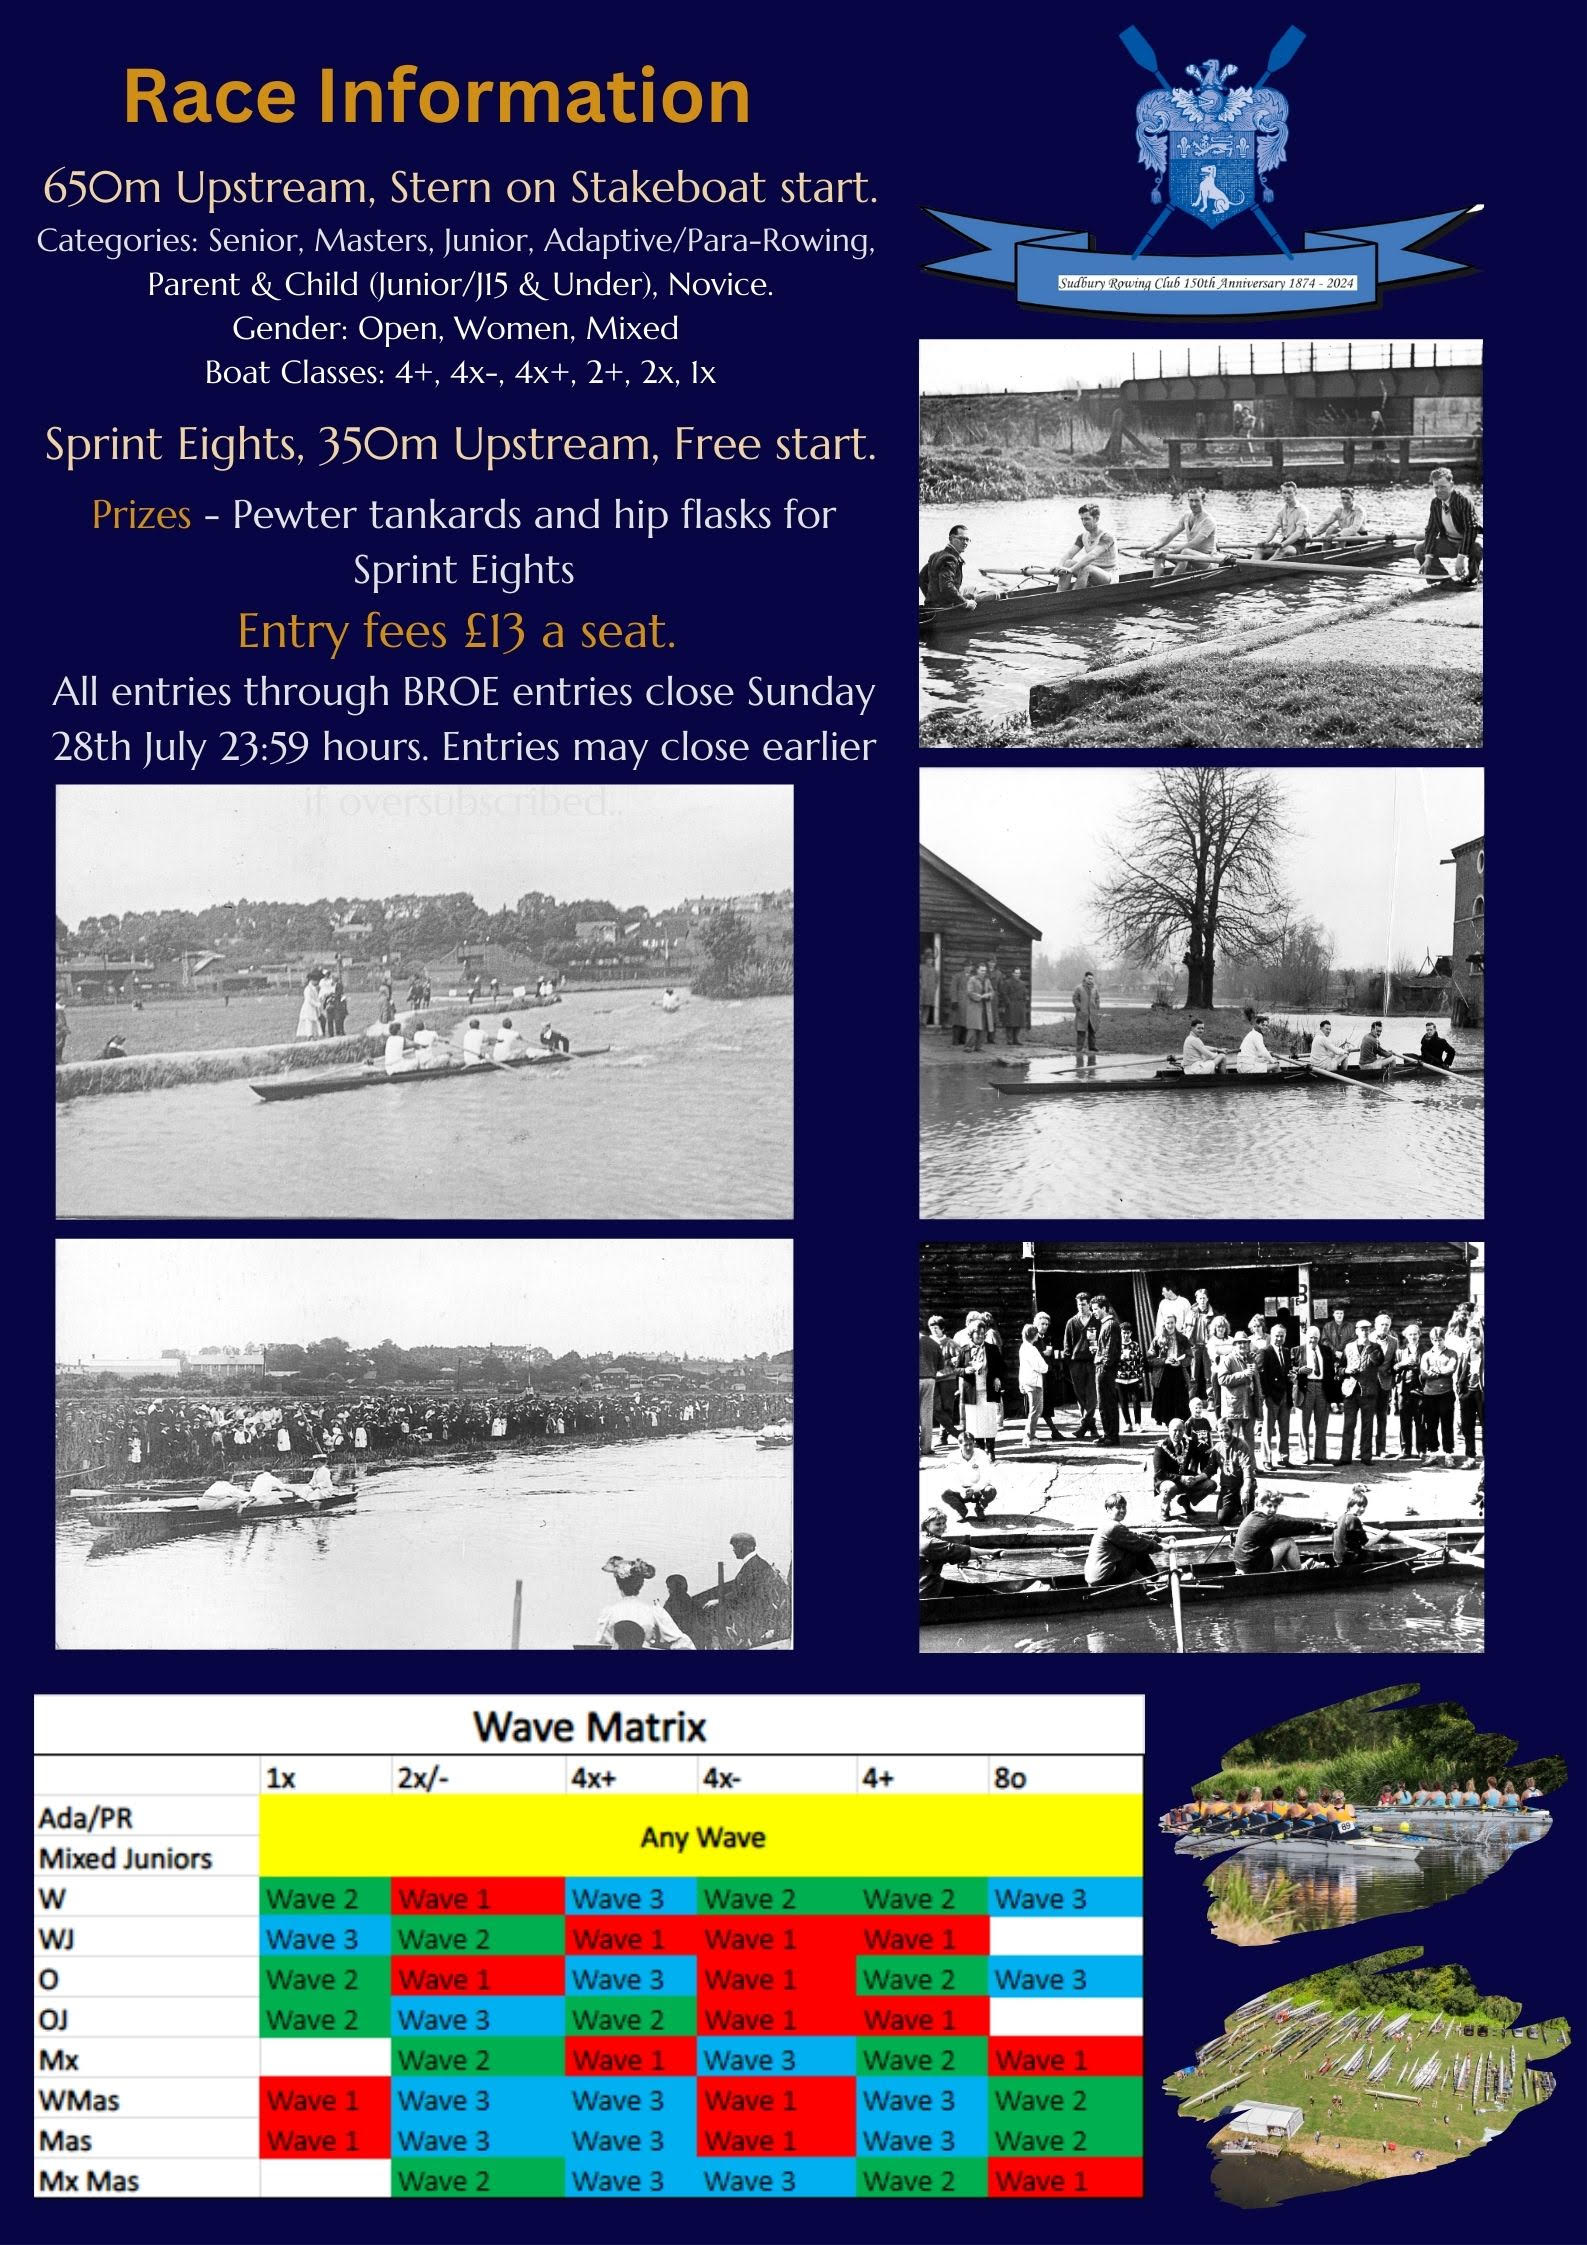 Race Information
650m Upstream, Stern on Stakeboat start.
Categories: Senior, Masters, Junior, Adaptive/Para-Rowing,
Parent & Child (Junior/J15 & Under), Novice.
Gender: Open, Women, Mixed
Boat Classes: 4+, 4x-, 4x+, 2+, 2x, 1x
Sprint Eights, 350m Upstream, Free start.
Prizes - Pewter tankards and hip flasks for
Sprint Eights
Entry fees £13 a seat.
All entries through BROE entries close Sunday
28th July 23:59 hours. Entries may close earlier
if oversubscribed..
Sudbury Rowing Club 150th Anniversary 1874 - 2024
Wave Matrix
1x 2x/- 4x+ 4x- 4+ 8o
Ada/PR
Any Wave
Mixed Juniors
W Wave 2 Wave 1 Wave 3 Wave 2 Wave 2 Wave 3
WJ Wave 3 Wave 2 Wave 1 Wave 1 Wave 1
O Wave 2 Wave 1 Wave 3 Wave 1 Wave 2 Wave 3
OJ Wave 2 Wave 3 Wave 2 Wave 1 Wave 1
Mx Wave 2 Wave 1 Wave 3 Wave 2 Wave 1
WMas Wave 1 Wave 3 Wave 3 Wave 1 Wave 3 Wave 2
Mas Wave 1 Wave 3 Wave 3 Wave 1 Wave 3 Wave 2
Mx Mas Wave 2 Wave 3 Wave 3 Wave 2 Wave 1
89